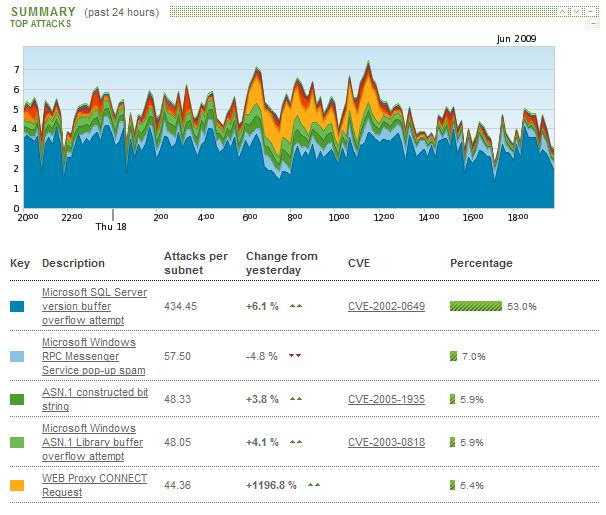 SUMMARY (past 24 hours)
TOP ATTACKS
Jun 2009
7
6
5
4
3
2
1
0
20:00 22:00 2:00 4:00 6:00 8:00 10:00 12:00 14:00 16:00 18:00
Thu 18
Key Description Attacks per subnet Change from yesterday CVE Percentage
Microsoft SQL Server
version buffer
overflow attempt
434.45 +6.1 % CVE-2002-0649 53.0%
Microsoft Windows
RPC Messenger
Service pop-up spam
57.50 -4.8 % 7.0%
ASN.1 constructed bit
string
48.33 +3.8 % CVE-2005-1935 5.9%
Microsoft Windows
ASN.1 Library buffer
overflow attempt
48.05 +4.1 % CVE-2003-0818 5.9%
WEB Proxy CONNECT
Request
44.36 +1196.8 % 5.4%